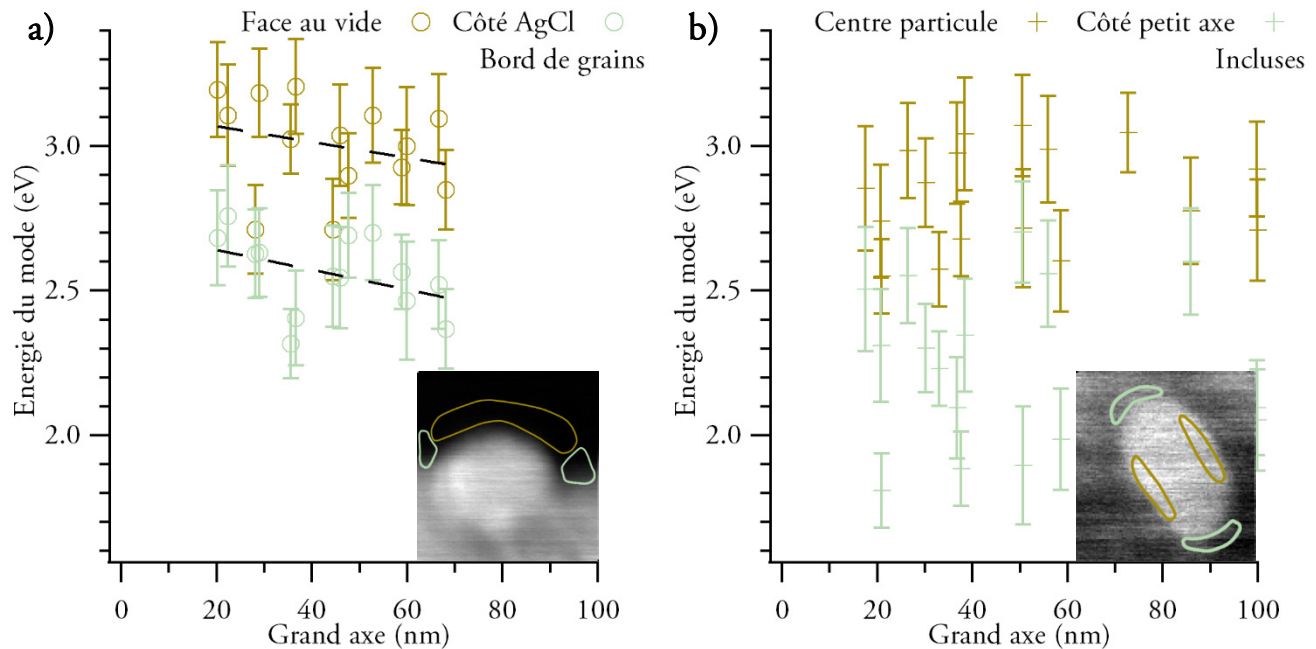 a)
Face au vide Côté AgCl
Bord de grains
Energie du mode (eV)
3.0
2.5
2.0
0 20 40 60 80 100
Grand axe (nm)
b)
Centre particule Côté petit axe
Incluses
Energie du mode (eV)
3.0
2.5
2.0
0 20 40 60 80 100
Grand axe (nm)